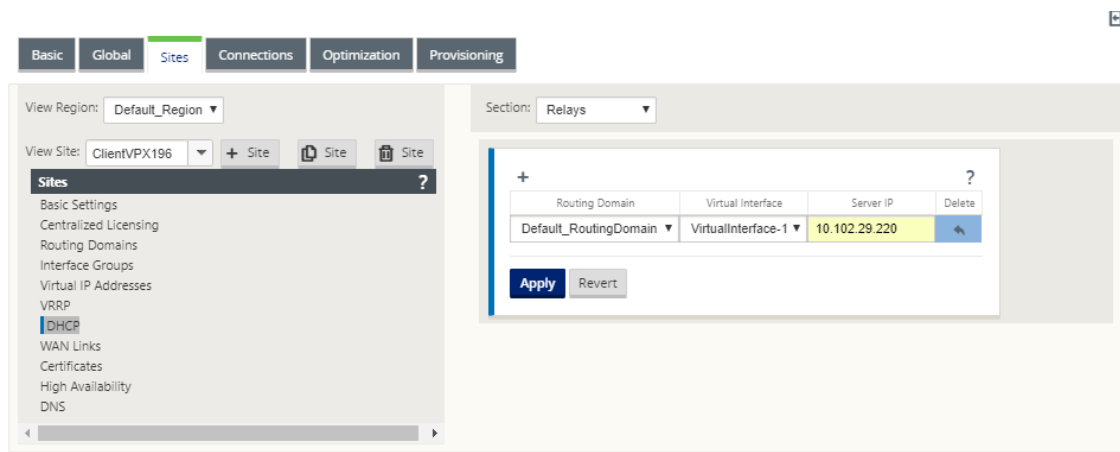 Basic Global Sites Connections Optimization Provisioning
View Region: Default_Region ▼
Section: Relays ▼
View Site: ClientVPX196 + Site Site Site
Sites ?
Basic Settings
Centralized Licensing
Routing Domains
Interface Groups
Virtual IP Addresses
VRRP
DHCP
WAN Links
Certificates
High Availability
DNS
+ ?
Routing Domain Virtual Interface Server IP Delete
Default_RoutingDomain ▼ VirtualInterface-1 ▼ 10.102.29.220
Apply Revert